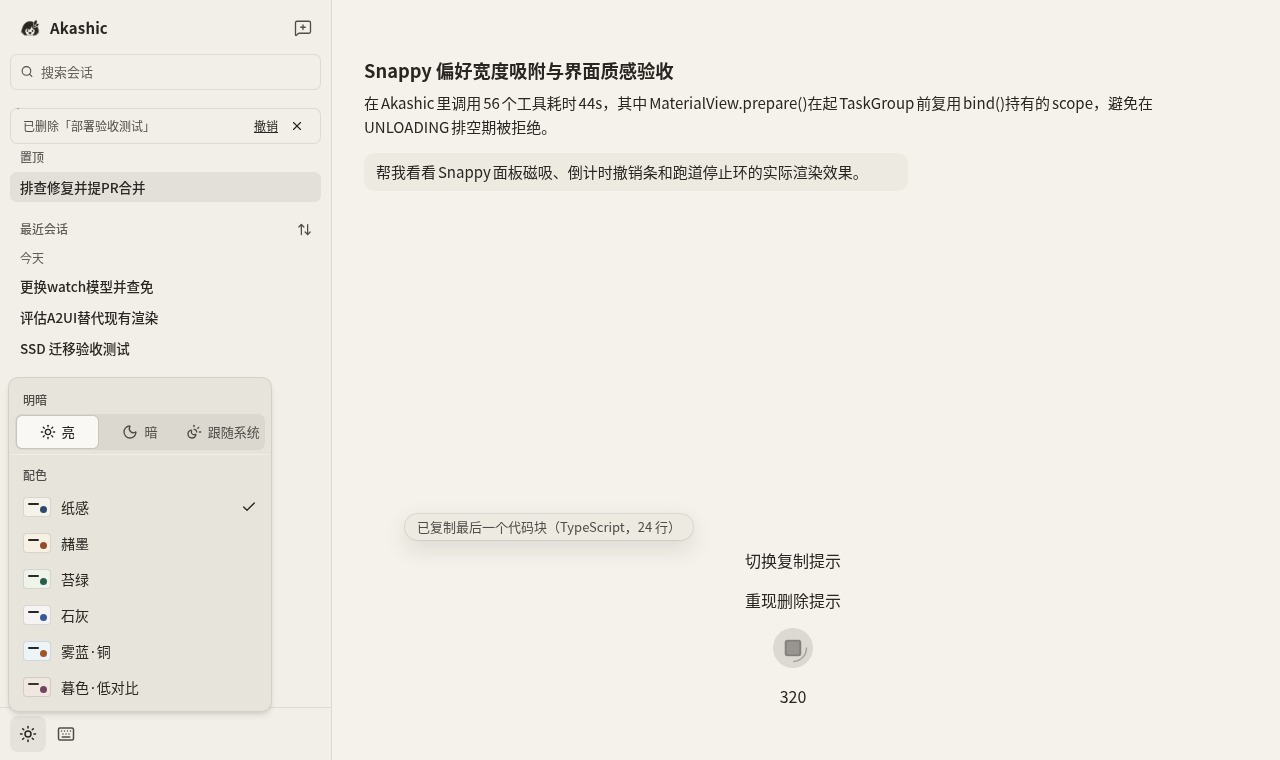 Akashic
搜索会话
已删除「部署验收测试」 撤销
置顶
排查修复并提PR合并
最近会话
今天
更换watch模型并查免
评估A2UI替代现有渲染
SSD 迁移验收测试
明暗
亮 暗 跟随系统
配色
纸感
赭墨
苔绿
石灰
雾蓝·铜
暮色·低对比
Snappy 偏好宽度吸附与界面质感验收
在 Akashic 里调用 56 个工具耗时 44s，其中 MaterialView.prepare()在起 TaskGroup 前复用 bind()持有的 scope，避免在
UNLOADING 排空期被拒绝。
帮我看看 Snappy 面板磁吸、倒计时撤销条和跑道停止环的实际渲染效果。
已复制最后一个代码块（TypeScript，24 行）
切换复制提示
重现删除提示
320